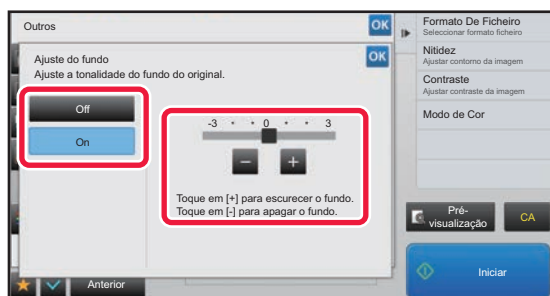 Outros
OK
Ajuste do fundo
Ajuste a tonalidade do fundo do original.
OK
Off
On
-3 0 3
- +
Toque em [+] para escurecer o fundo.
Toque em [-] para apagar o fundo.
Anterior
Formato De Ficheiro
Seleccionar formato ficheiro
Nitidez
Ajustar contorno da imagem
Contraste
Ajustar contraste da imagem
Modo de Cor
Pré-
visualização
CA
Iniciar